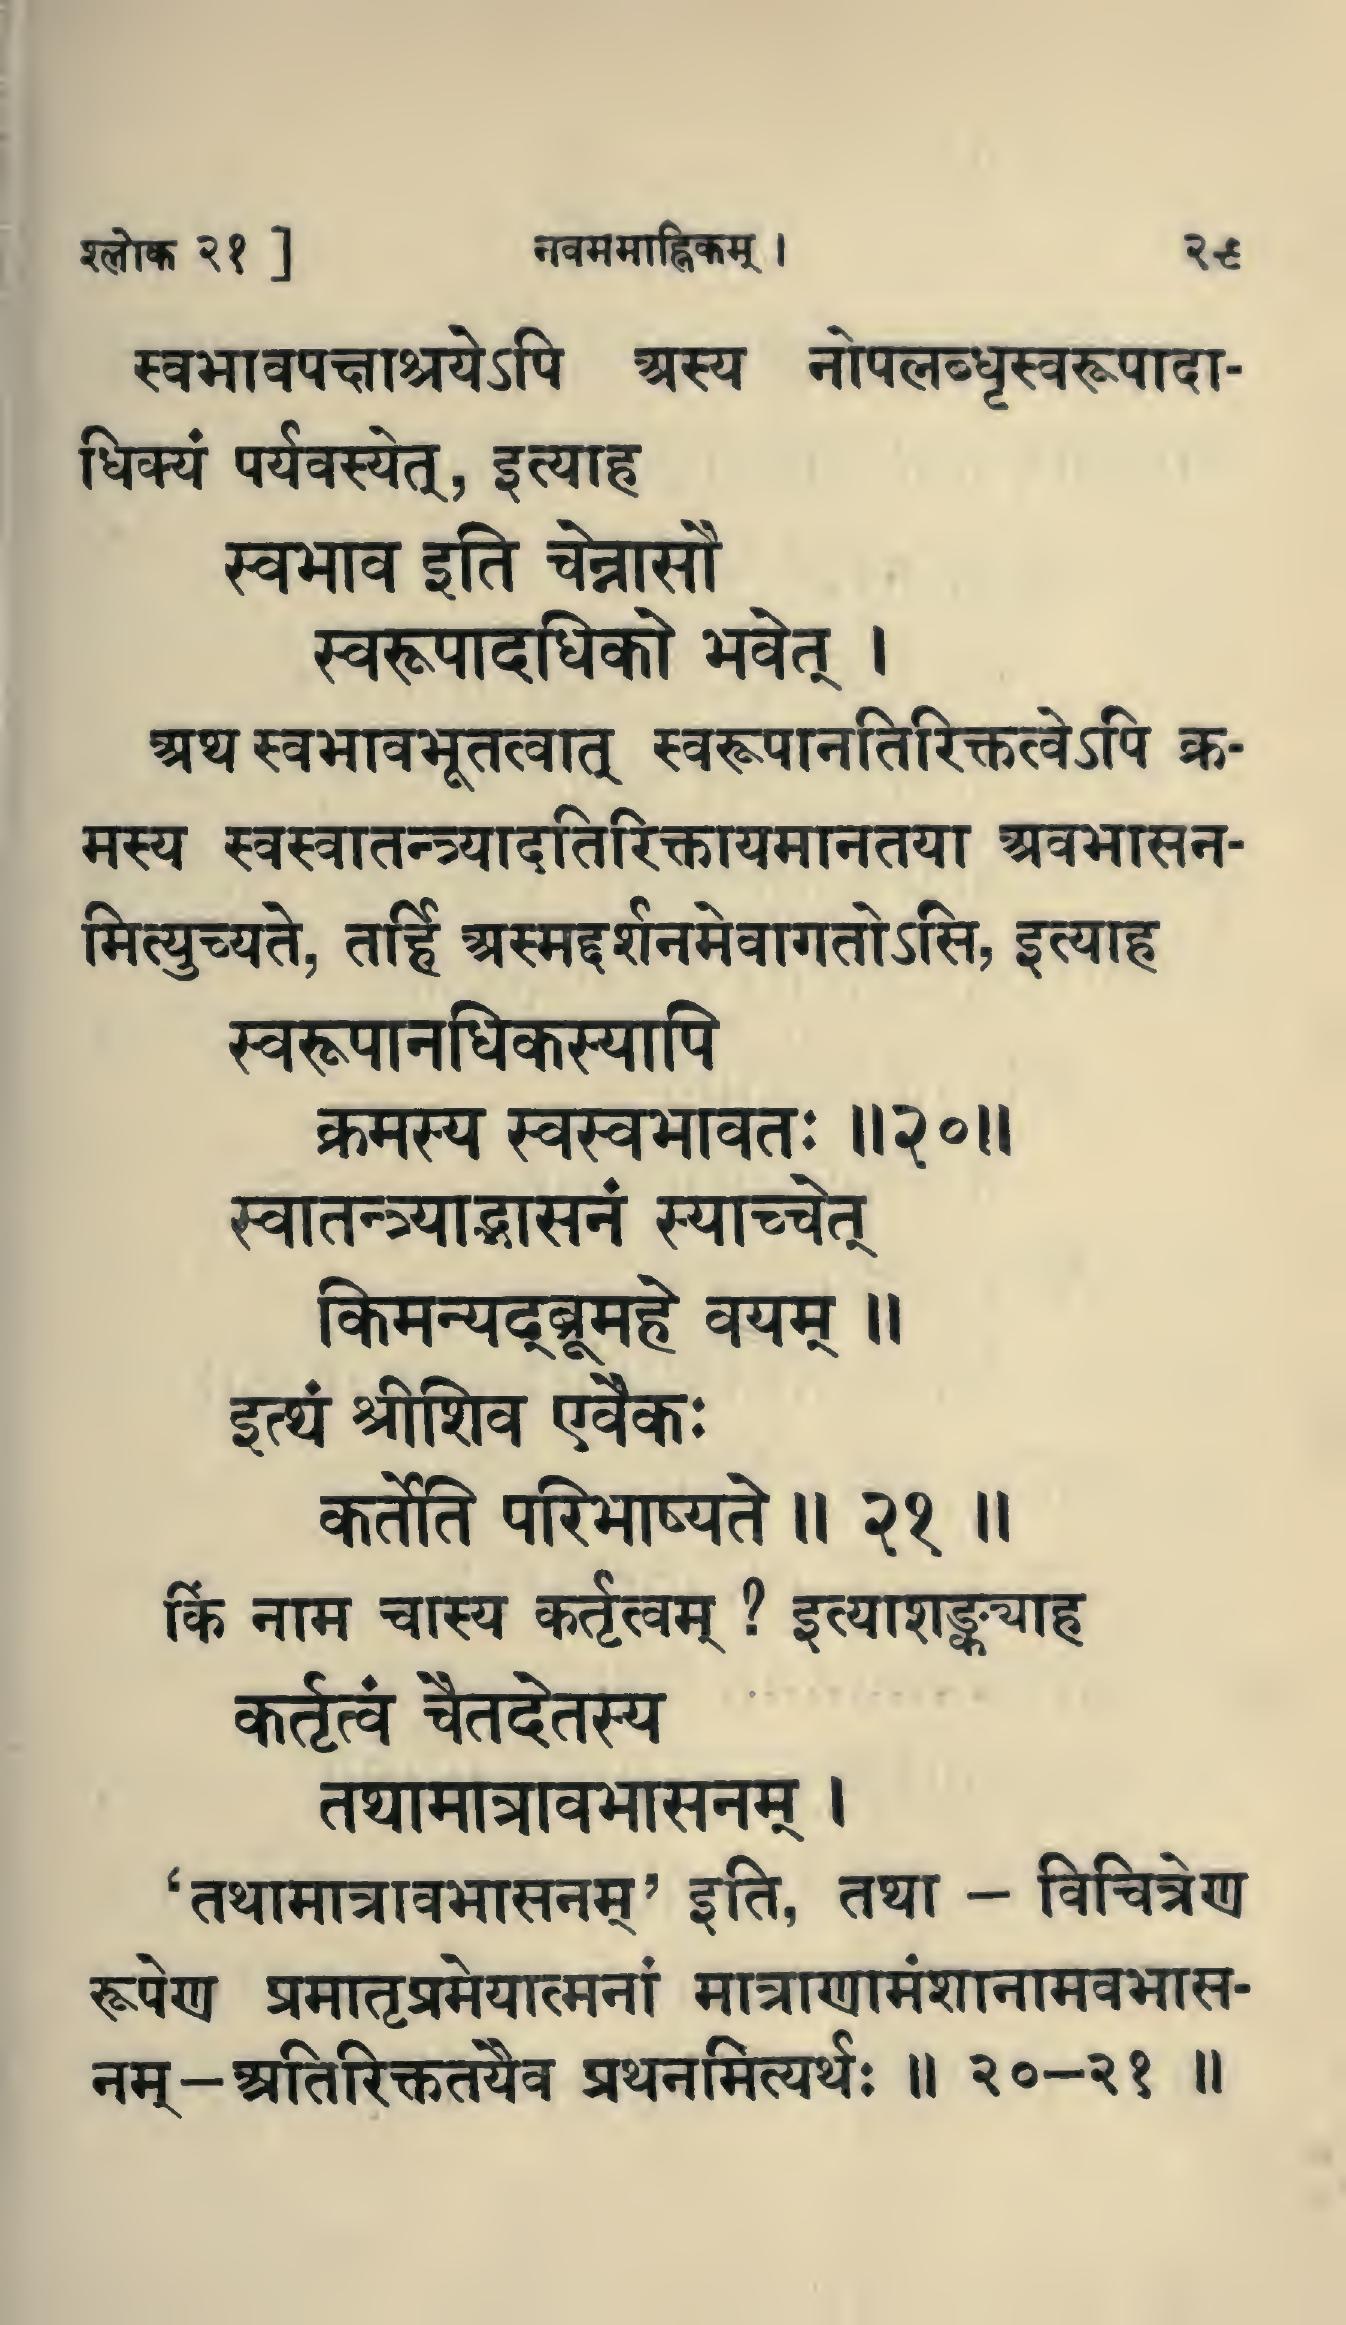 श्लोक २१ ] नवममाह्निकम् । २९
स्वभावपक्षाश्रयेऽपि अस्य नोपलब्धृस्वरूपादा-
धिक्यं पर्यवस्येत्, इत्याह
स्वभाव इति चेन्नासौ
स्वरूपादधिको भवेत् ।
अथ स्वभावभूतत्वात् स्वरूपानतिरिक्तत्वेऽपि क्र-
मस्य स्वस्वातन्त्र्यादतिरिक्तायमानतया अवभासन-
मित्युच्यते, तर्हि अस्मद्दर्शनमेवागतोऽसि, इत्याह
स्वरूपानधिकस्यापि
क्रमस्य स्वस्वभावतः ॥२०॥
स्वातन्त्र्याद्भासनं स्याच्चेत्
किमन्यद्ब्रूमहे वयम् ॥
इत्थं श्रीशिव एवैकः
कर्तेति परिभाष्यते ॥ २१ ॥
किं नाम चास्य कर्तृत्वम् ? इत्याशङ्क्याह
कर्तृत्वं चैतदेतस्य
तथामात्रावभासनम् ।
‘तथामात्रावभासनम्’ इति, तथा – विचित्रेण
रूपेण प्रमातृप्रमेयात्मनां मात्राणामंशानामवभास-
नम् – अतिरिक्ततयैव प्रथनमित्यर्थः ॥ २०–२१ ॥